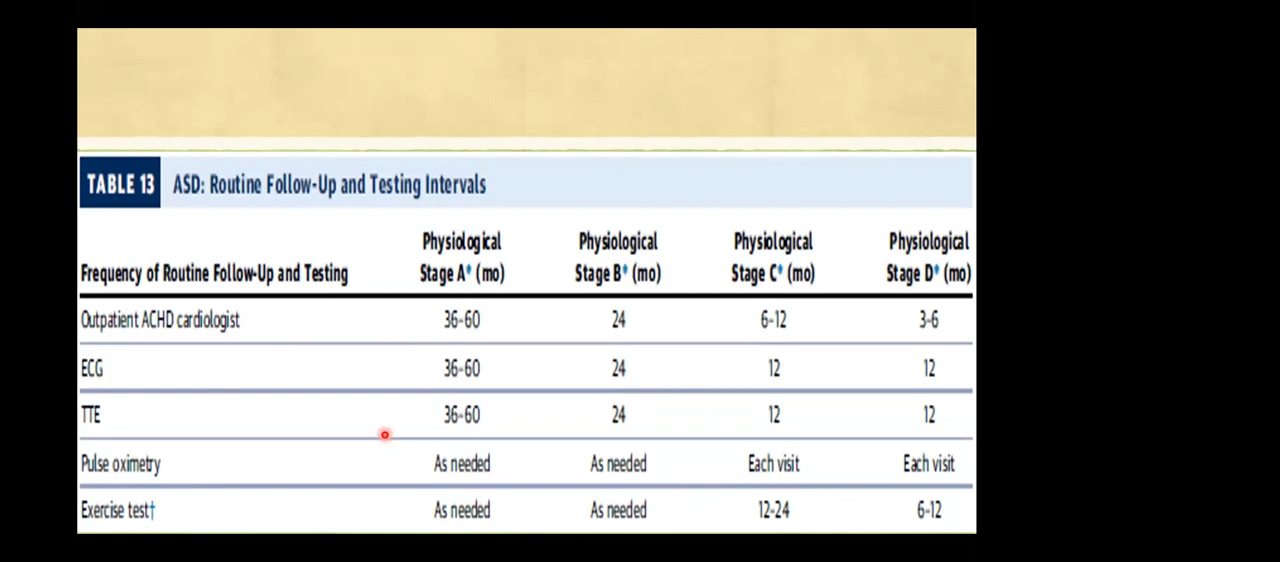 TABLE 13 ASD: Routine Follow-Up and Testing Intervals
Frequency of Routine Follow-Up and Testing Physiological Stage A* (mo) Physiological Stage B* (mo) Physiological Stage C* (mo) Physiological Stage D* (mo)
Outpatient ACHD cardiologist 36-60 24 6-12 3-6
ECG 36-60 24 12 12
TTE 36-60 24 12 12
Pulse oximetry As needed As needed Each visit Each visit
Exercise test† As needed As needed 12-24 6-12